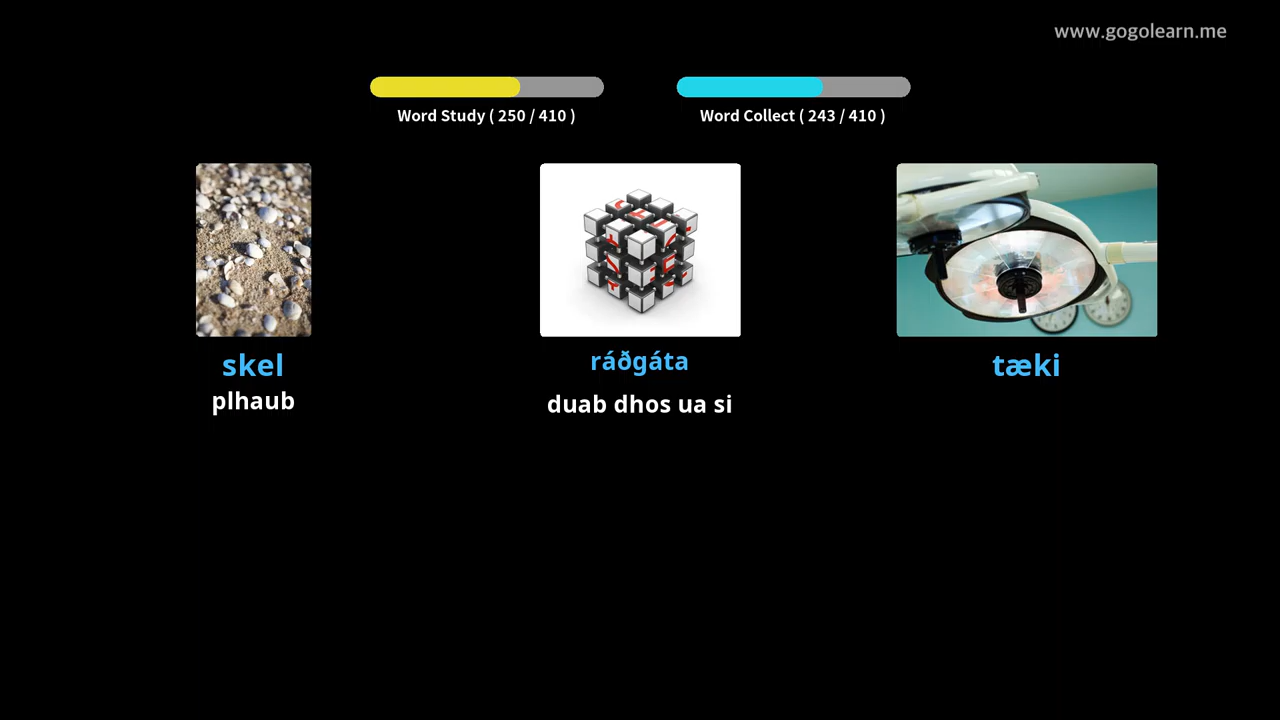 www.gogolearn.me
Word Study ( 250 / 410 )
Word Collect ( 243 / 410 )
skel
plhaub
ráðgáta
duab dhos ua si
tæki